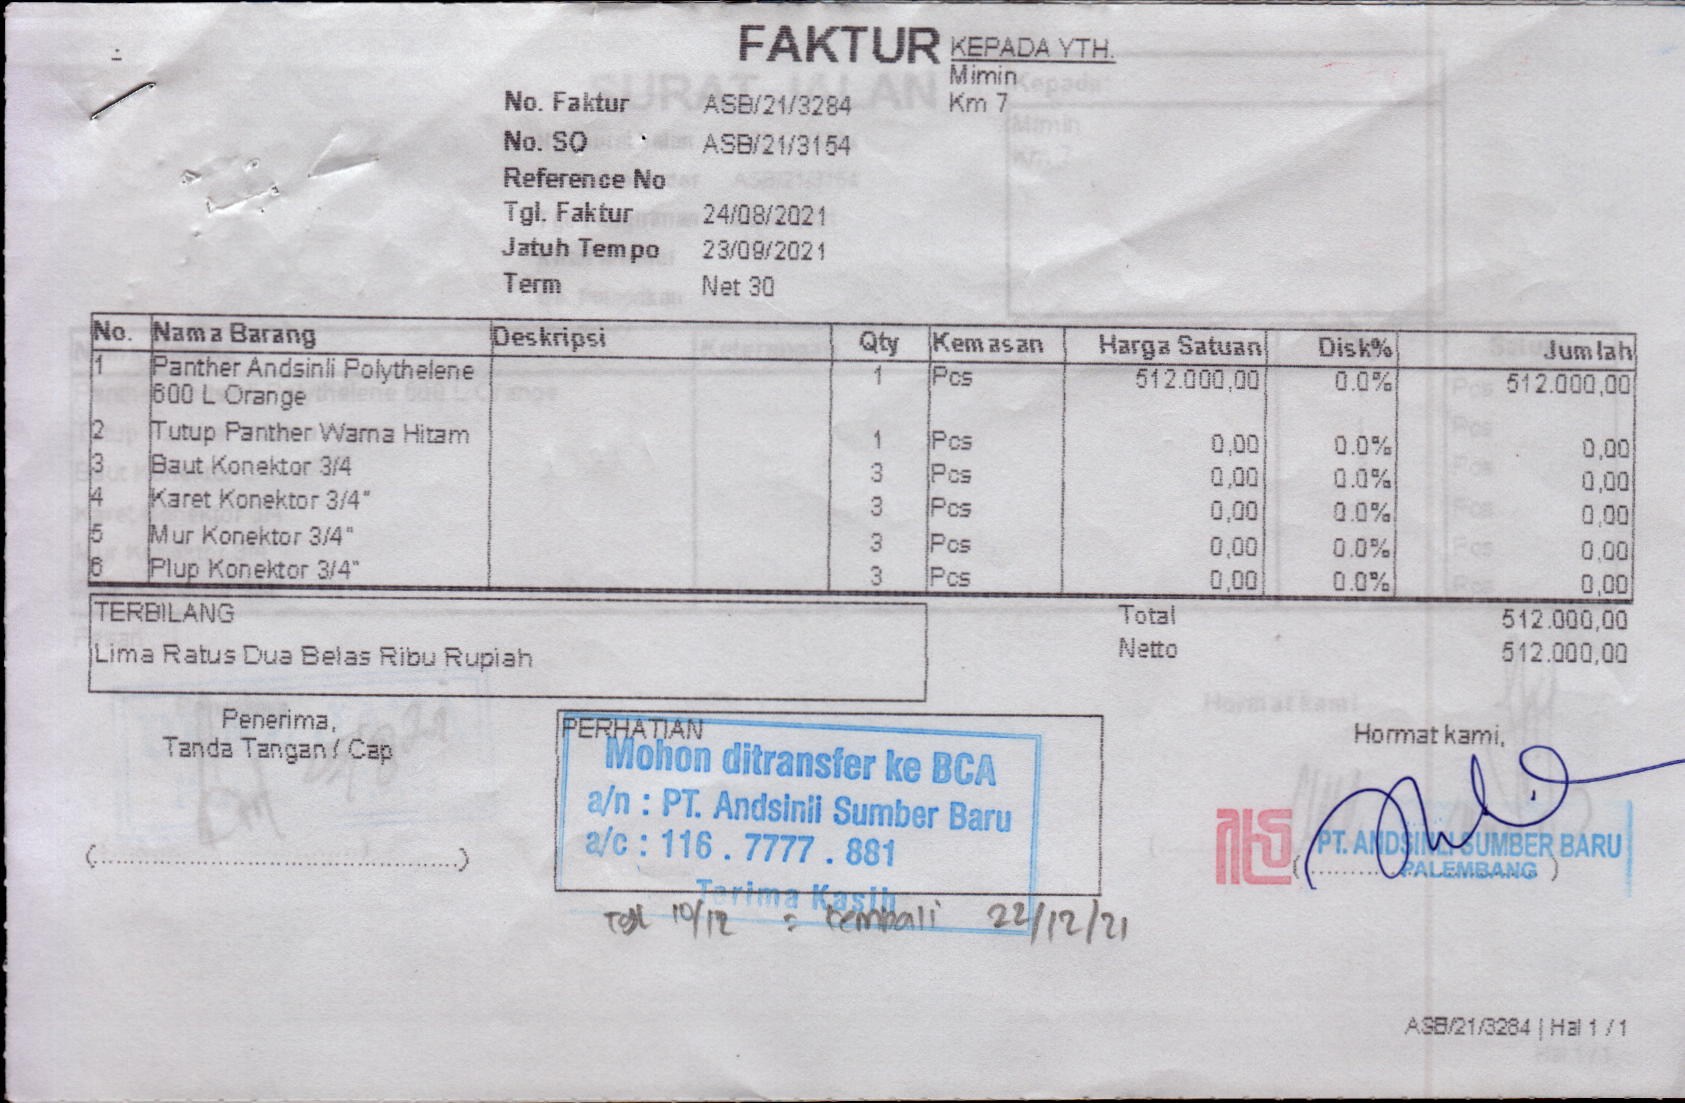 FAKTUR
KEPADA YTH.
Mimin
Km 7
No. Faktur ASB/21/3284
No. SO ASB/21/3154
Reference No
Tgl. Faktur 24/08/2021
Jatuh Tempo 23/09/2021
Term Net 30
No. Nama Barang Deskripsi Qty Kemasan Harga Satuan Disk% Jumlah
1 Panther Andsinli Polythelene 1 Pcs 512.000,00 0.0% 512.000,00
600 L Orange
2 Tutup Panther Warna Hitam 1 Pcs 0,00 0.0% 0,00
3 Baut Konektor 3/4 3 Pcs 0,00 0.0% 0,00
4 Karet Konektor 3/4" 3 Pcs 0,00 0.0% 0,00
5 Mur Konektor 3/4" 3 Pcs 0,00 0.0% 0,00
6 Plup Konektor 3/4" 3 Pcs 0,00 0.0% 0,00
TERBILANG
Lima Ratus Dua Belas Ribu Rupiah
Total 512.000,00
Netto 512.000,00
Penerima,
Tanda Tangan / Cap
PERHATIAN
Mohon ditransfer ke BCA
a/n : PT. Andsinli Sumber Baru
a/c : 116 . 7777 . 881
Terima Kasih
Tgl 10/12 = kembali 22/12/21
Hormat kami,
PT. ANDSINLI SUMBER BARU
PALEMBANG
ASB/21/3284 | Hal 1 / 1